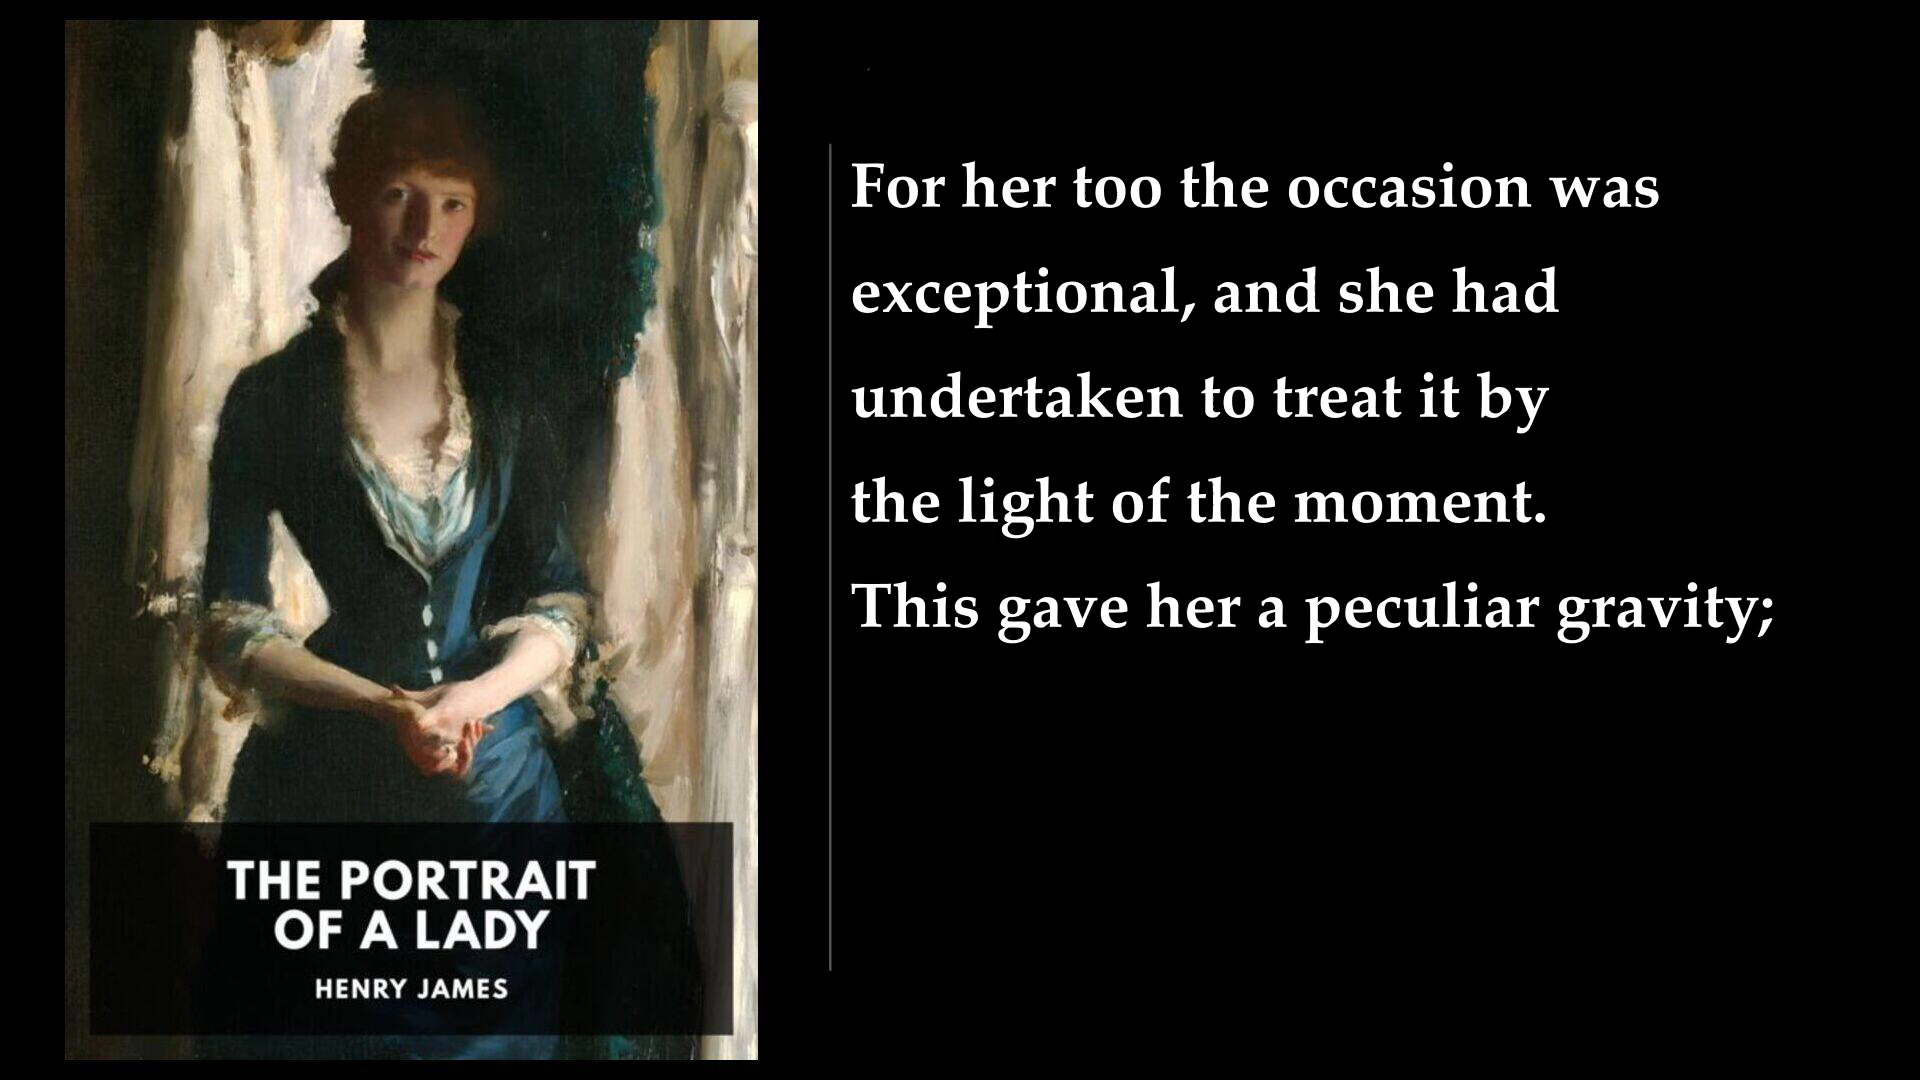 For her too the occasion was
exceptional, and she had
undertaken to treat it by
the light of the moment.
This gave her a peculiar gravity;
THE PORTRAIT
OF A LADY
HENRY JAMES